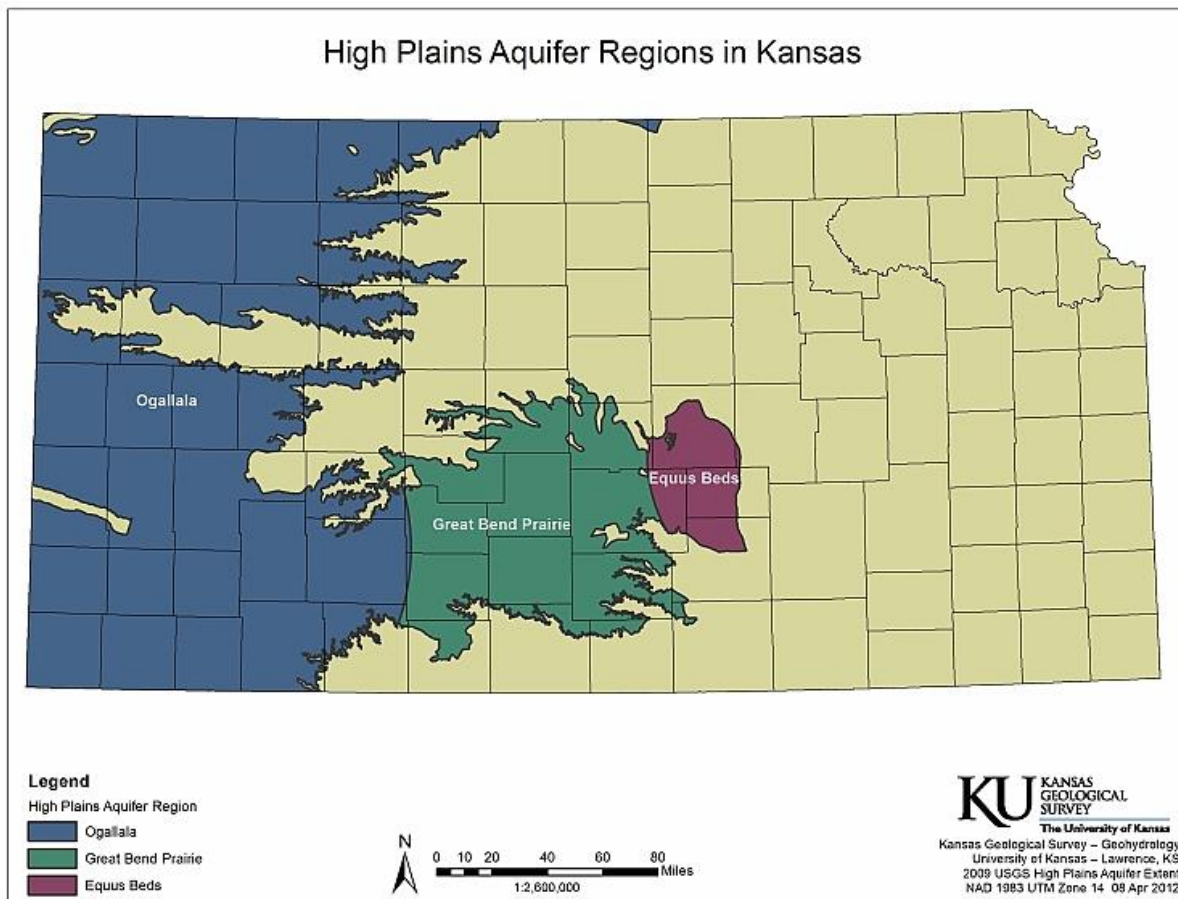 High Plains Aquifer Regions in Kansas
Ogallala
Equus Beds
Great Bend Prairie
Legend
High Plains Aquifer Region
Ogallala
Great Bend Prairie
Equus Beds
N
0 10 20 40 60 80
Miles
1:2,600,000
KU KANSAS
GEOLOGICAL
SURVEY
The University of Kansas
Kansas Geological Survey – Geohydrology
University of Kansas – Lawrence, KS
2009 USGS High Plains Aquifer Extent
NAD 1983 UTM Zone 14 08 Apr 2012